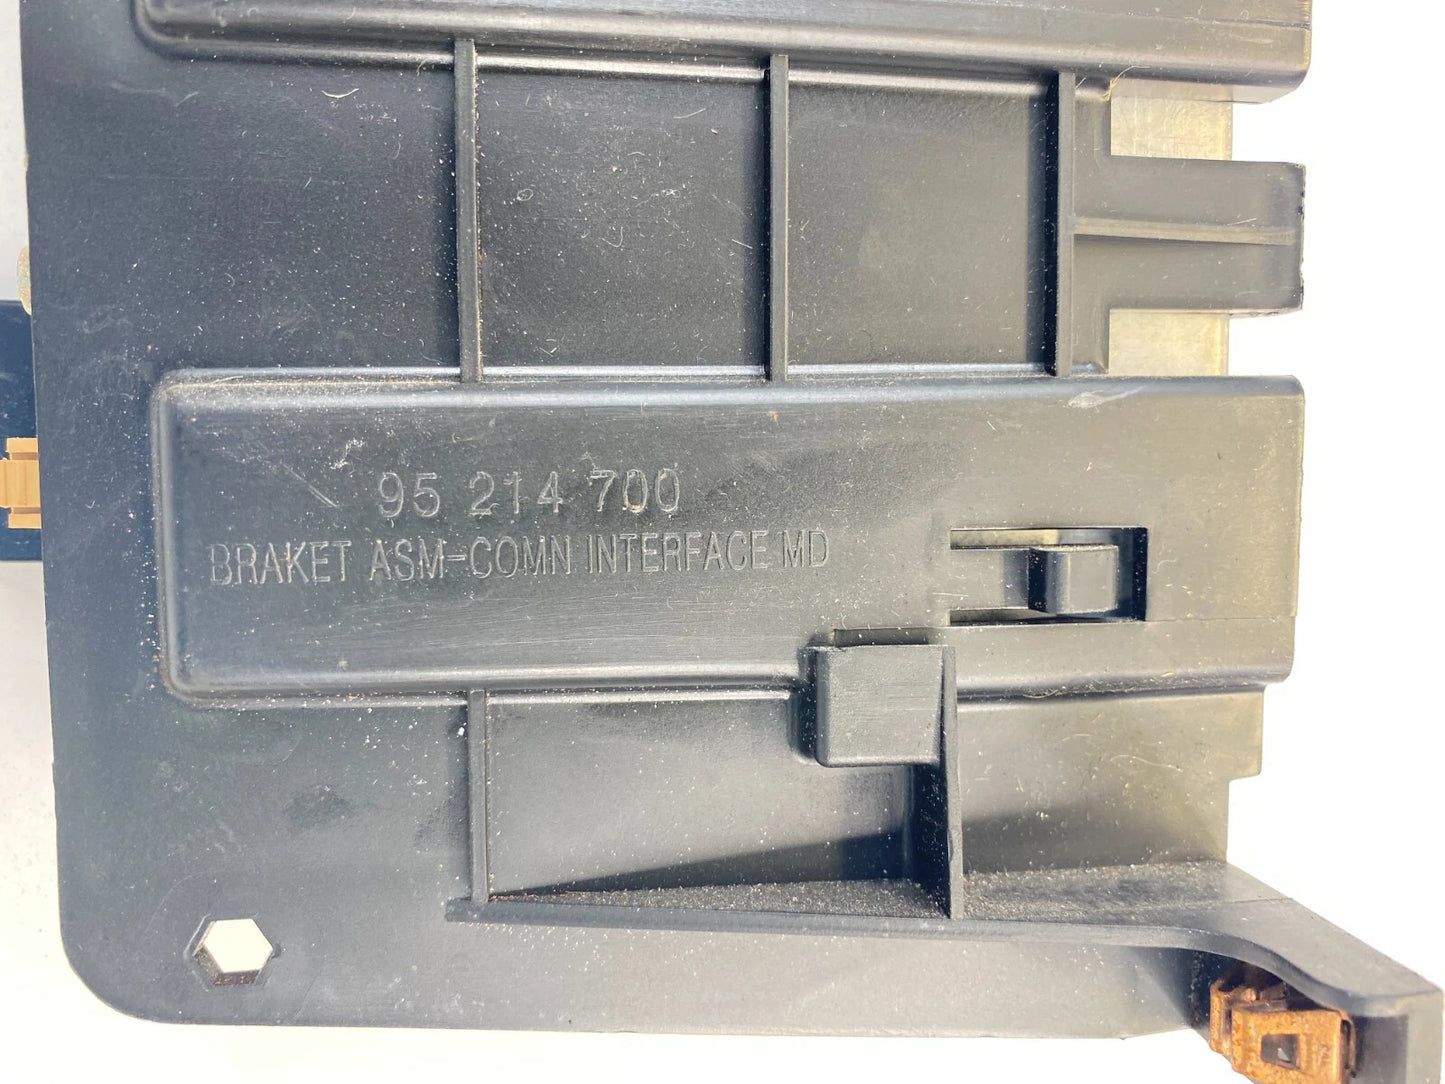 95 214 700
BRAKET ASM-COMN INTERFACE MD